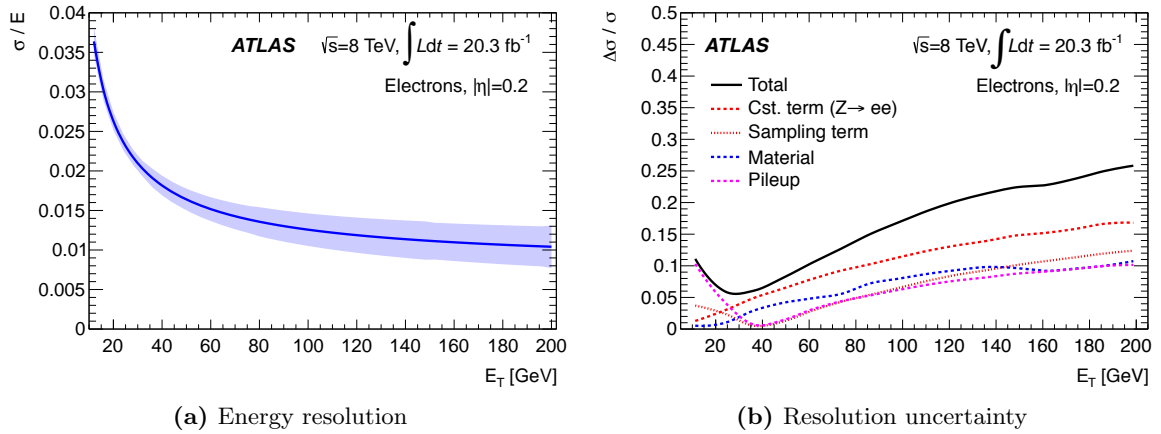 σ / E
0.04
0.035
0.03
0.025
0.02
0.015
0.01
0.005
0
ATLAS √s=8 TeV, ∫Ldt = 20.3 fb⁻¹
Electrons, |η|=0.2
20 40 60 80 100 120 140 160 180 200
E_T [GeV]
(a) Energy resolution
Δσ / σ
0.5
0.45
0.4
0.35
0.3
0.25
0.2
0.15
0.1
0.05
0
ATLAS √s=8 TeV, ∫Ldt = 20.3 fb⁻¹
Electrons, |η|=0.2
Total
Cst. term (Z→ ee)
Sampling term
Material
Pileup
20 40 60 80 100 120 140 160 180 200
E_T [GeV]
(b) Resolution uncertainty